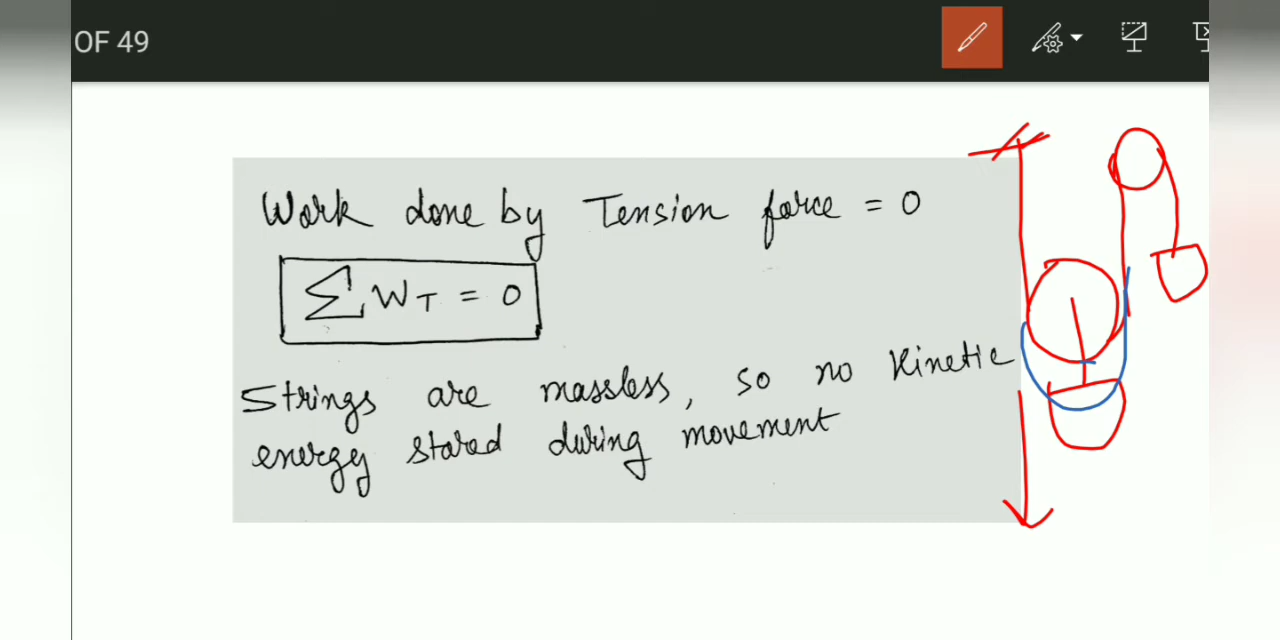 OF 49
Work done by Tension force = 0
∑ W_T = 0
Strings are massless, so no Kinetic
energy stored during movement